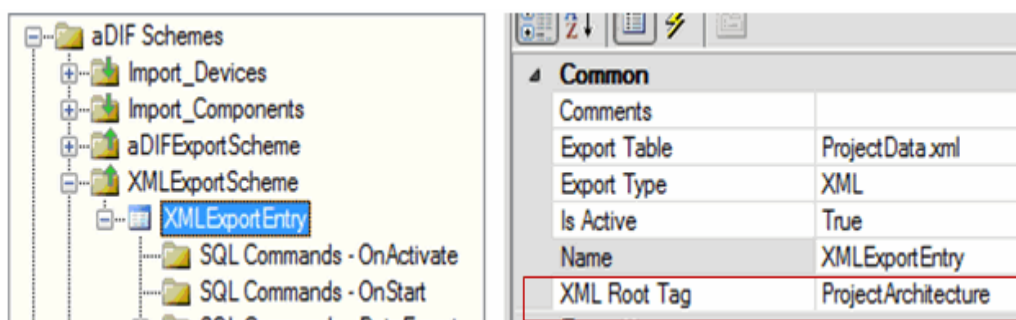 aDIF Schemes
Import_Devices
Import_Components
aDIFExportScheme
XMLExportScheme
XMLExportEntry
SQL Commands - OnActivate
SQL Commands - OnStart
Common
Comments
Export Table ProjectData.xml
Export Type XML
Is Active True
Name XMLExportEntry
XML Root Tag ProjectArchitecture